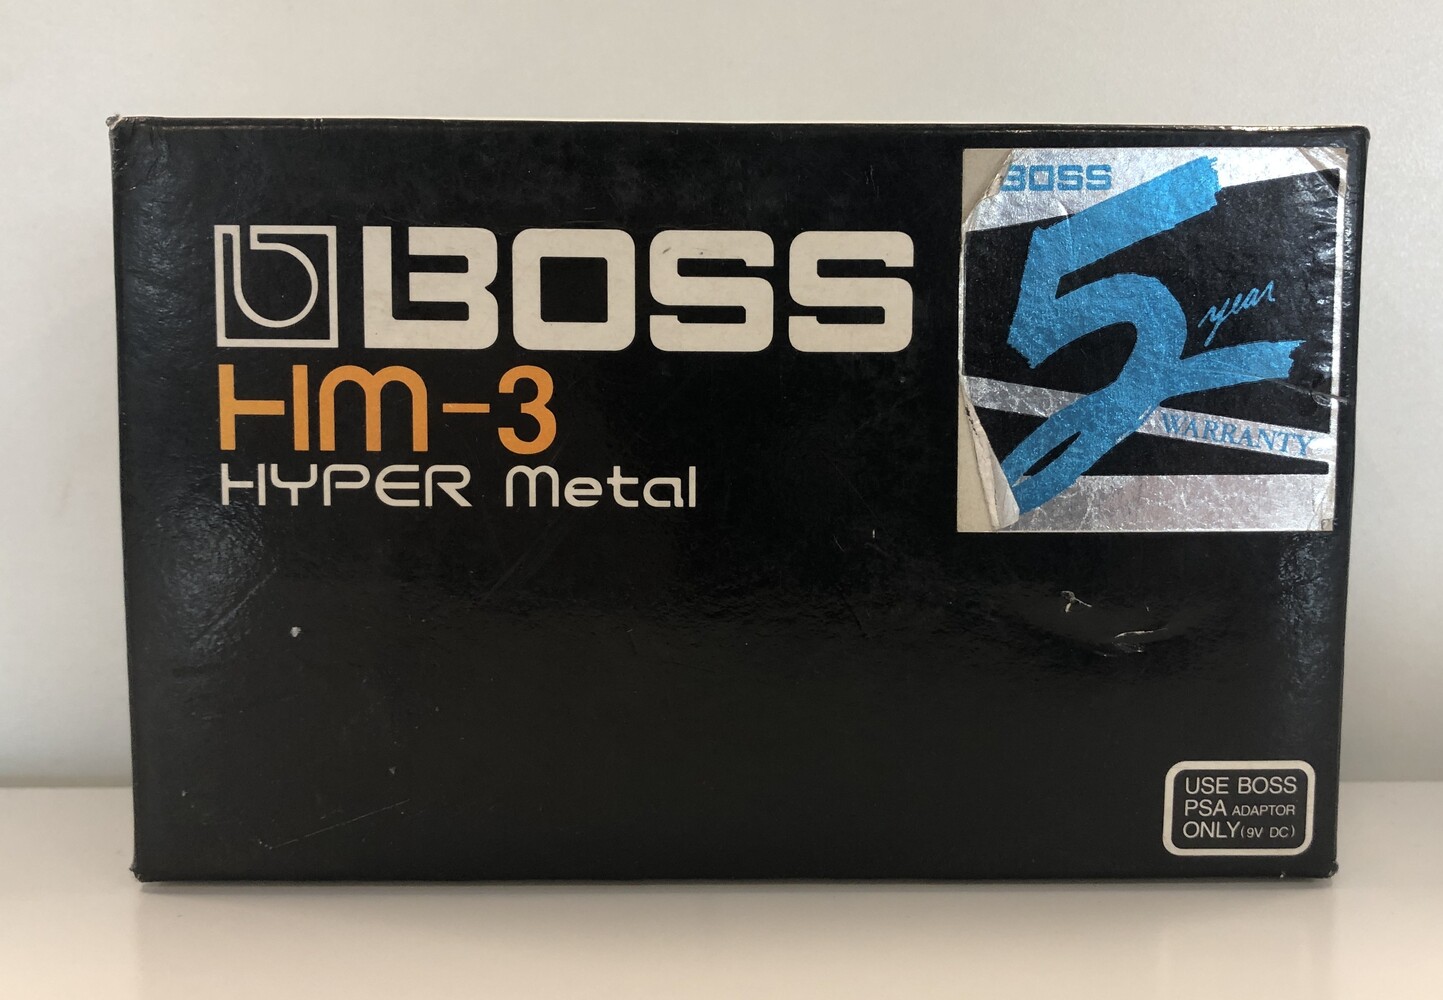 BOSS
HM-3
HYPER Metal
BOSS
5
year
WARRANTY
USE BOSS
PSA ADAPTOR
ONLY (9V DC)